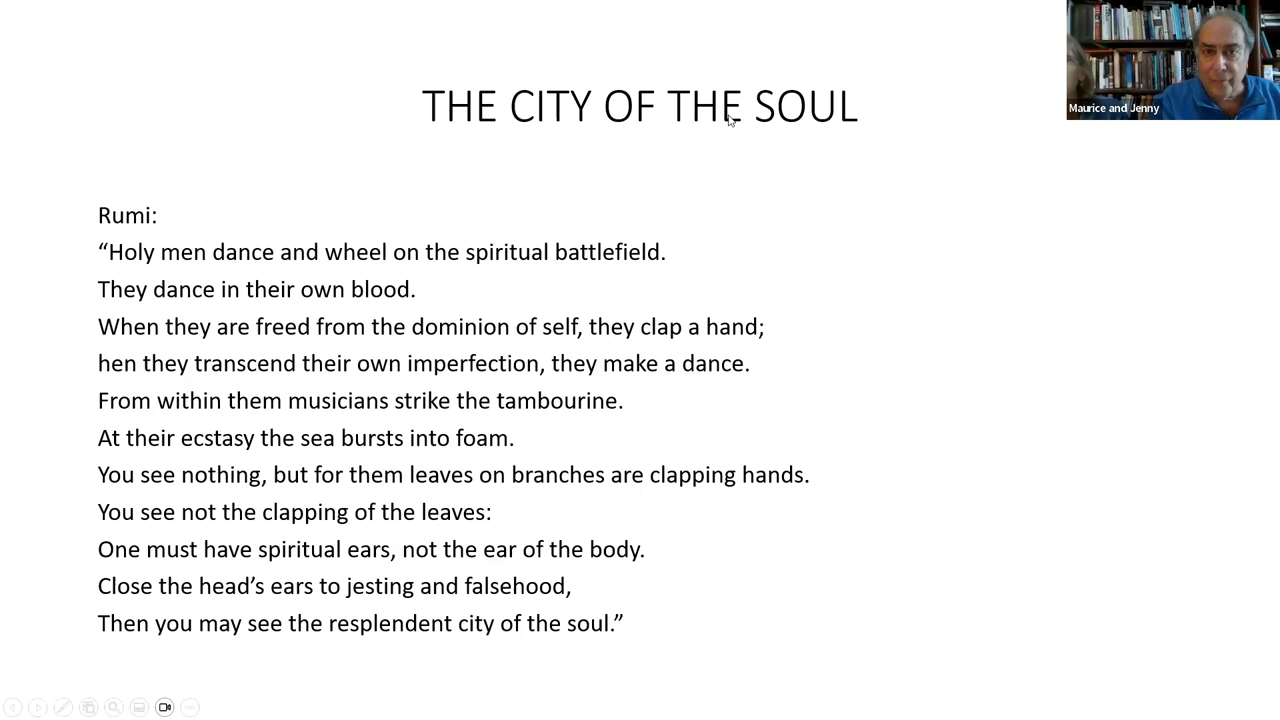 THE CITY OF THE SOUL
Maurice and Jenny
Rumi:
“Holy men dance and wheel on the spiritual battlefield.
They dance in their own blood.
When they are freed from the dominion of self, they clap a hand;
hen they transcend their own imperfection, they make a dance.
From within them musicians strike the tambourine.
At their ecstasy the sea bursts into foam.
You see nothing, but for them leaves on branches are clapping hands.
You see not the clapping of the leaves:
One must have spiritual ears, not the ear of the body.
Close the head’s ears to jesting and falsehood,
Then you may see the resplendent city of the soul.”